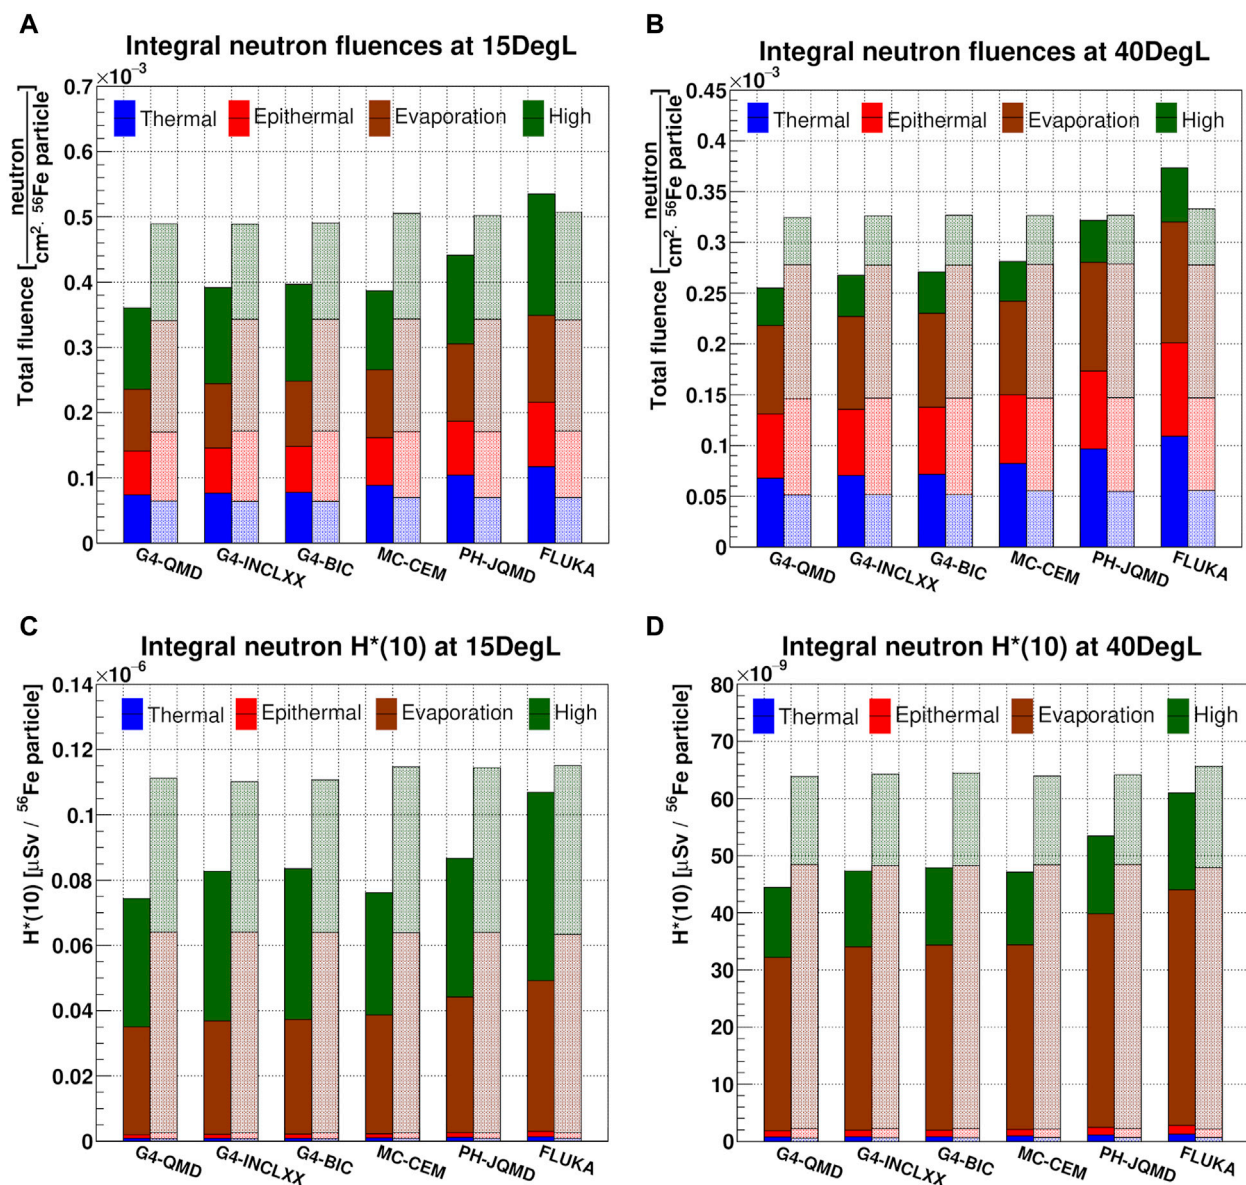 A
Integral neutron fluences at 15DegL
×10⁻³
Total fluence [ neutron / cm². ⁵⁶Fe particle ]
0.7
0.6
0.5
0.4
0.3
0.2
0.1
0
Thermal Epithermal Evaporation High
G4-QMD G4-INCLXX G4-BIC MC-CEM PH-JQMD FLUKA
B
Integral neutron fluences at 40DegL
×10⁻³
Total fluence [ neutron / cm². ⁵⁶Fe particle ]
0.45
0.4
0.35
0.3
0.25
0.2
0.15
0.1
0.05
0
Thermal Epithermal Evaporation High
G4-QMD G4-INCLXX G4-BIC MC-CEM PH-JQMD FLUKA
C
Integral neutron H*(10) at 15DegL
×10⁻⁶
H*(10) [μSv / ⁵⁶Fe particle]
0.14
0.12
0.1
0.08
0.06
0.04
0.02
0
Thermal Epithermal Evaporation High
G4-QMD G4-INCLXX G4-BIC MC-CEM PH-JQMD FLUKA
D
Integral neutron H*(10) at 40DegL
×10⁻⁹
H*(10) [μSv / ⁵⁶Fe particle]
80
70
60
50
40
30
20
10
0
Thermal Epithermal Evaporation High
G4-QMD G4-INCLXX G4-BIC MC-CEM PH-JQMD FLUKA